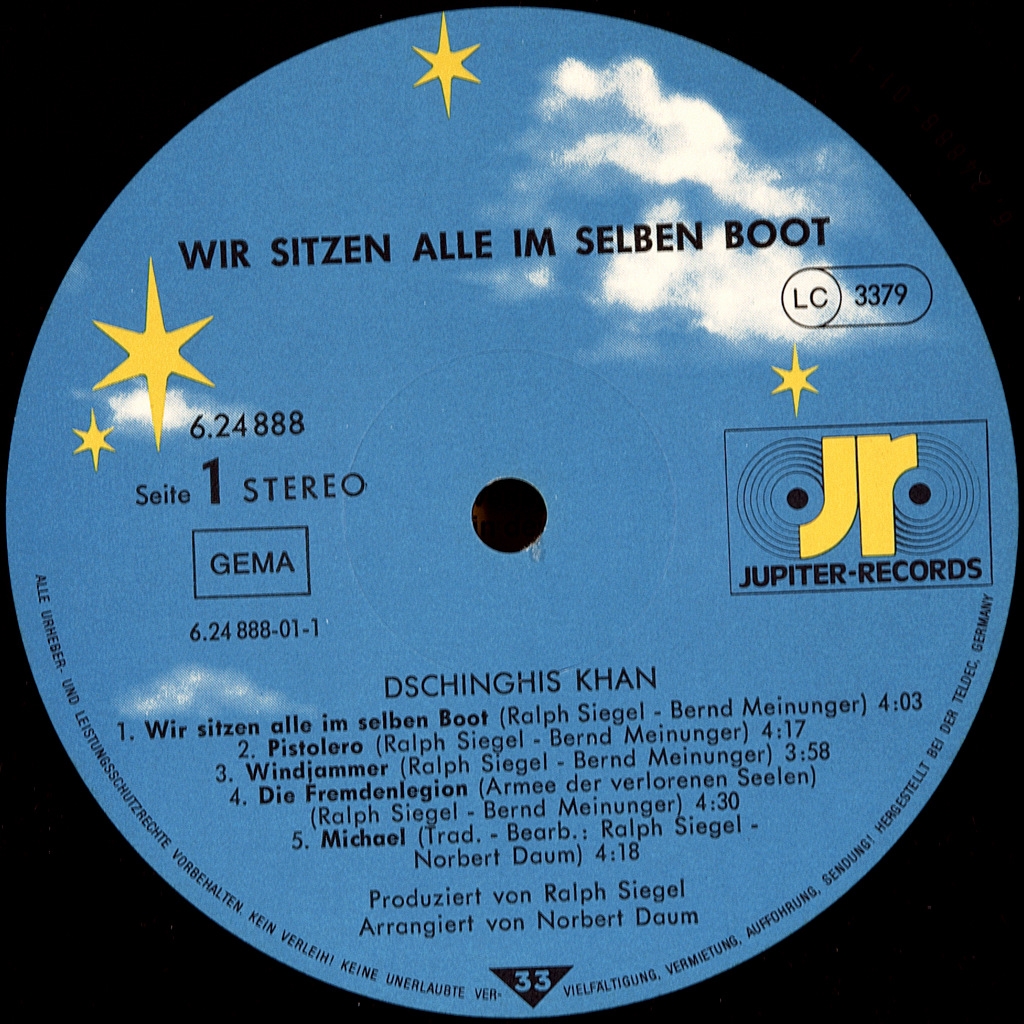 WIR SITZEN ALLE IM SELBEN BOOT
LC 3379
6.24 888
Seite 1 STEREO
GEMA
6.24 888-01-1
jr
JUPITER-RECORDS
DSCHINGHIS KHAN
1. Wir sitzen alle im selben Boot (Ralph Siegel - Bernd Meinunger) 4:03
2. Pistolero (Ralph Siegel - Bernd Meinunger) 4:17
3. Windjammer (Ralph Siegel - Bernd Meinunger) 3:58
4. Die Fremdenlegion (Armee der verlorenen Seelen)
(Ralph Siegel - Bernd Meinunger) 4:30
5. Michael (Trad. - Bearb.: Ralph Siegel -
Norbert Daum) 4:18
Produziert von Ralph Siegel
Arrangiert von Norbert Daum
ALLE URHEBER- UND LEISTUNGSSCHUTZRECHTE VORBEHALTEN. KEIN VERLEIH! KEINE UNERLAUBTE VER-
33
VIELFÄLTIGUNG, VERMIETUNG, AUFFÜHRUNG, SENDUNG! HERGESTELLT BEI DER TELDEC, GERMANY